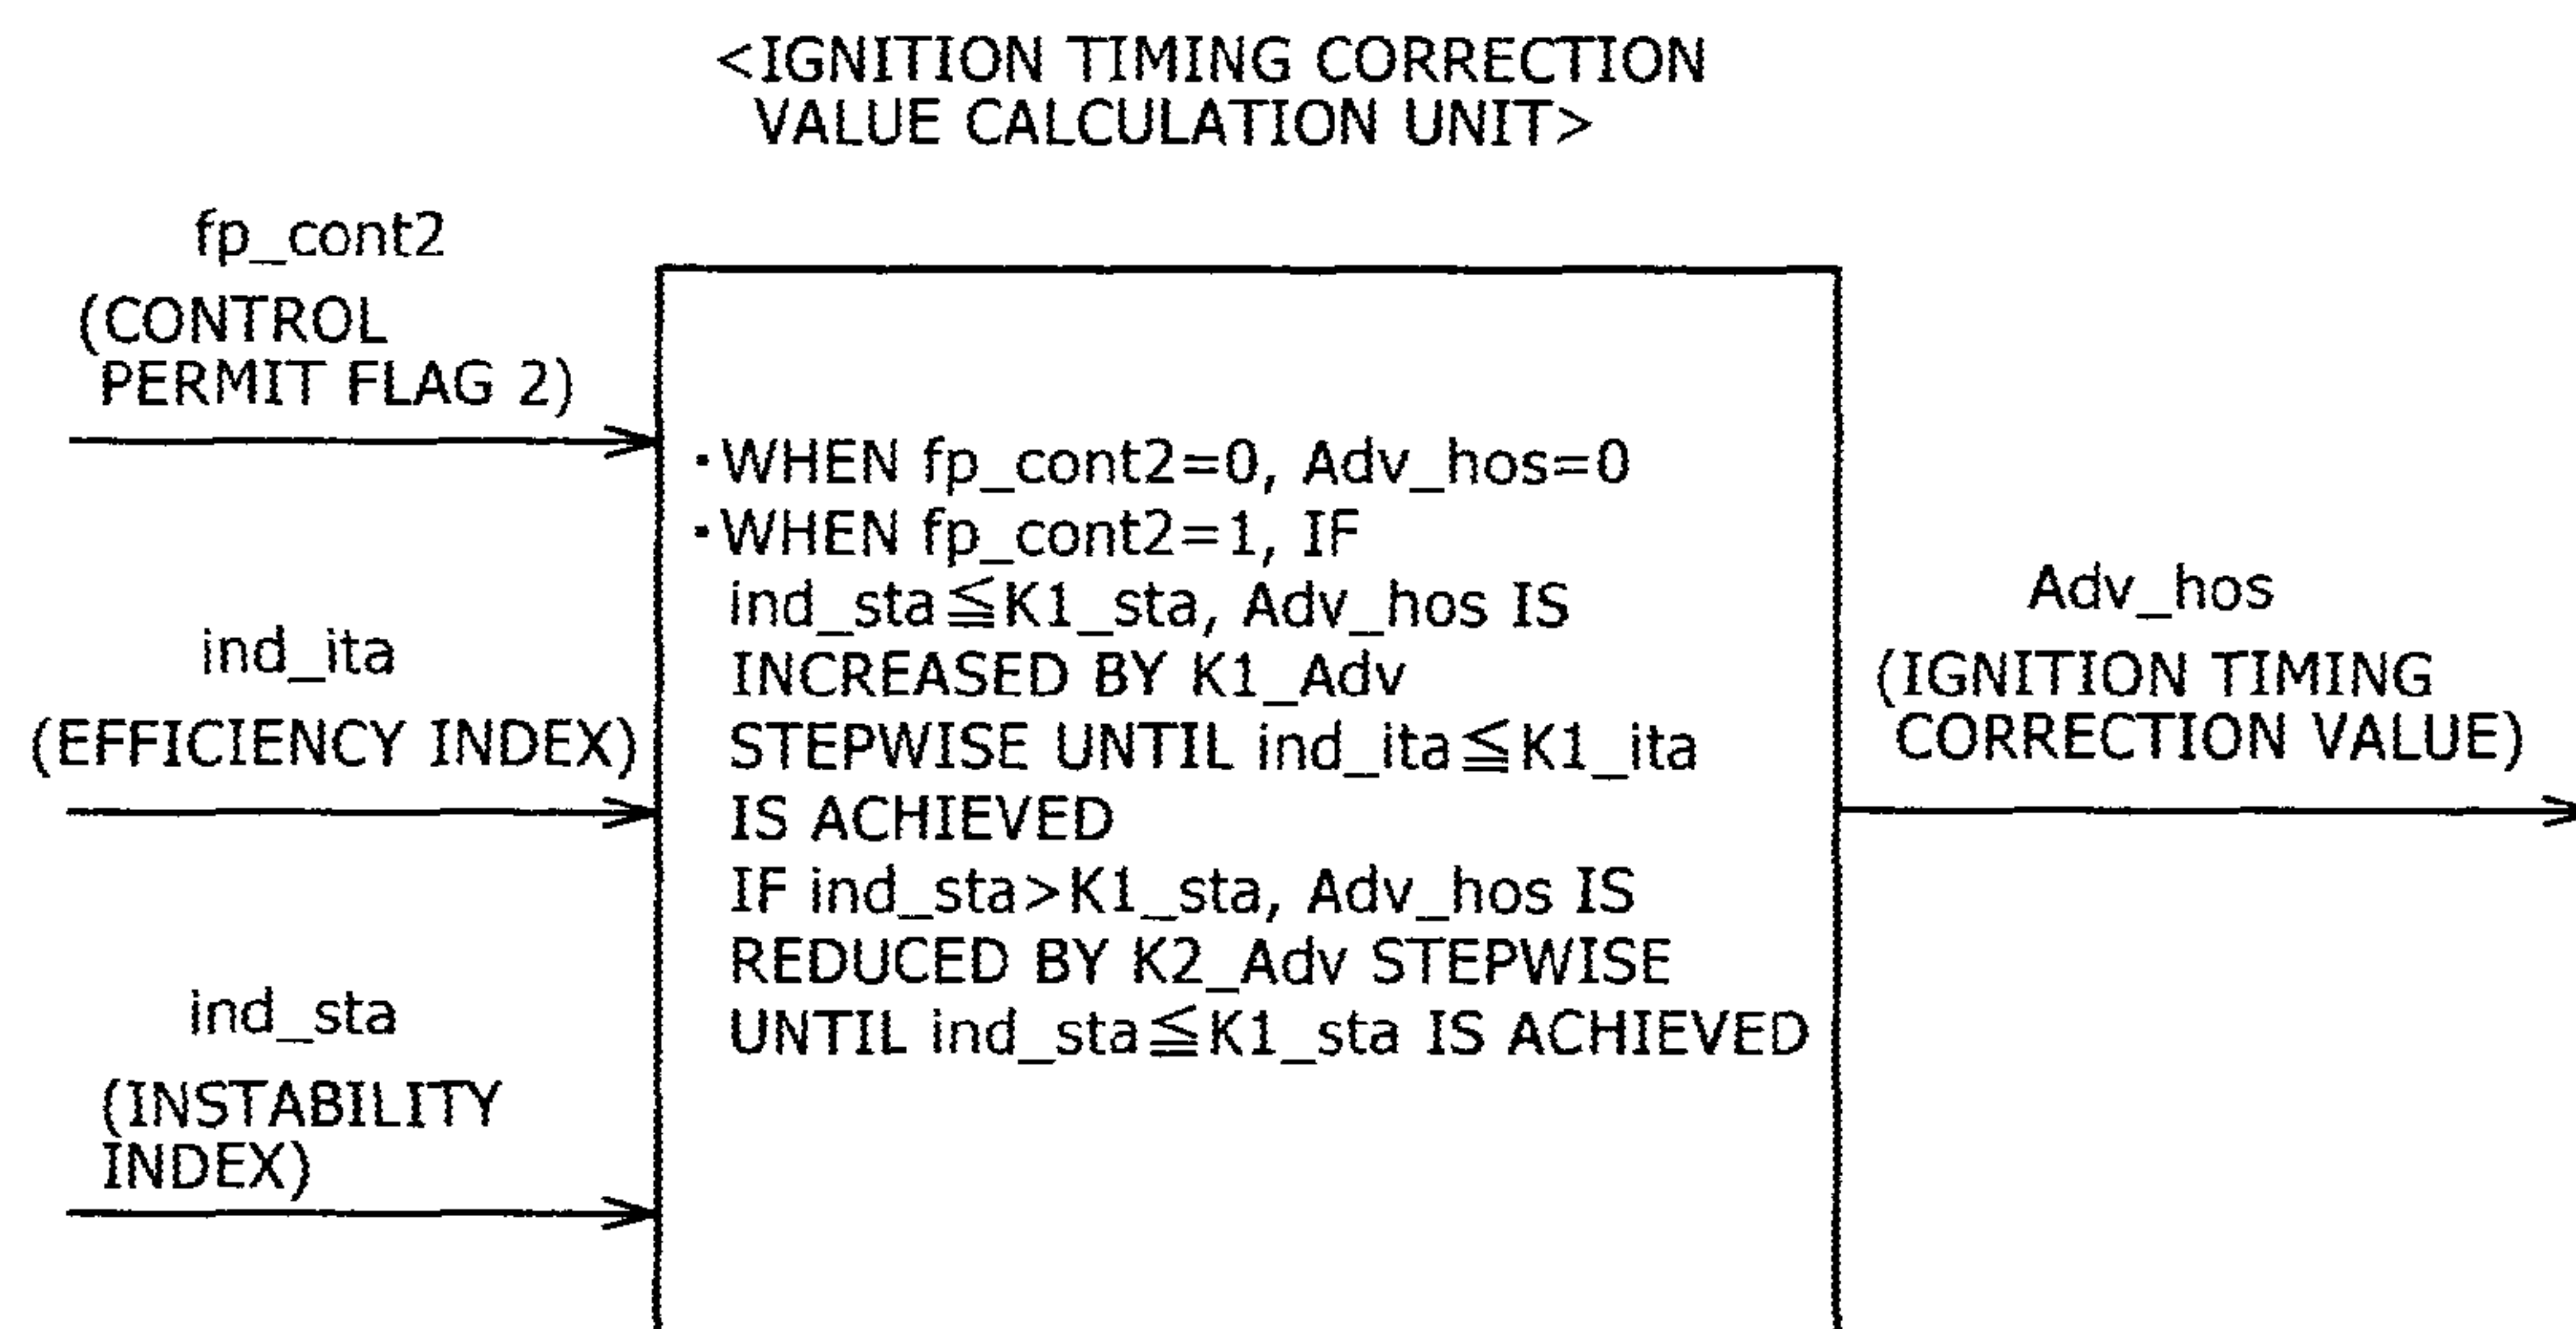 <IGNITION TIMING CORRECTION
VALUE CALCULATION UNIT>
fp_cont2
(CONTROL
PERMIT FLAG 2)
ind_ita
(EFFICIENCY INDEX)
ind_sta
(INSTABILITY
INDEX)
・WHEN fp_cont2=0, Adv_hos=0
・WHEN fp_cont2=1, IF
ind_sta≦K1_sta, Adv_hos IS
INCREASED BY K1_Adv
STEPWISE UNTIL ind_ita≦K1_ita
IS ACHIEVED
IF ind_sta>K1_sta, Adv_hos IS
REDUCED BY K2_Adv STEPWISE
UNTIL ind_sta≦K1_sta IS ACHIEVED
Adv_hos
(IGNITION TIMING
CORRECTION VALUE)